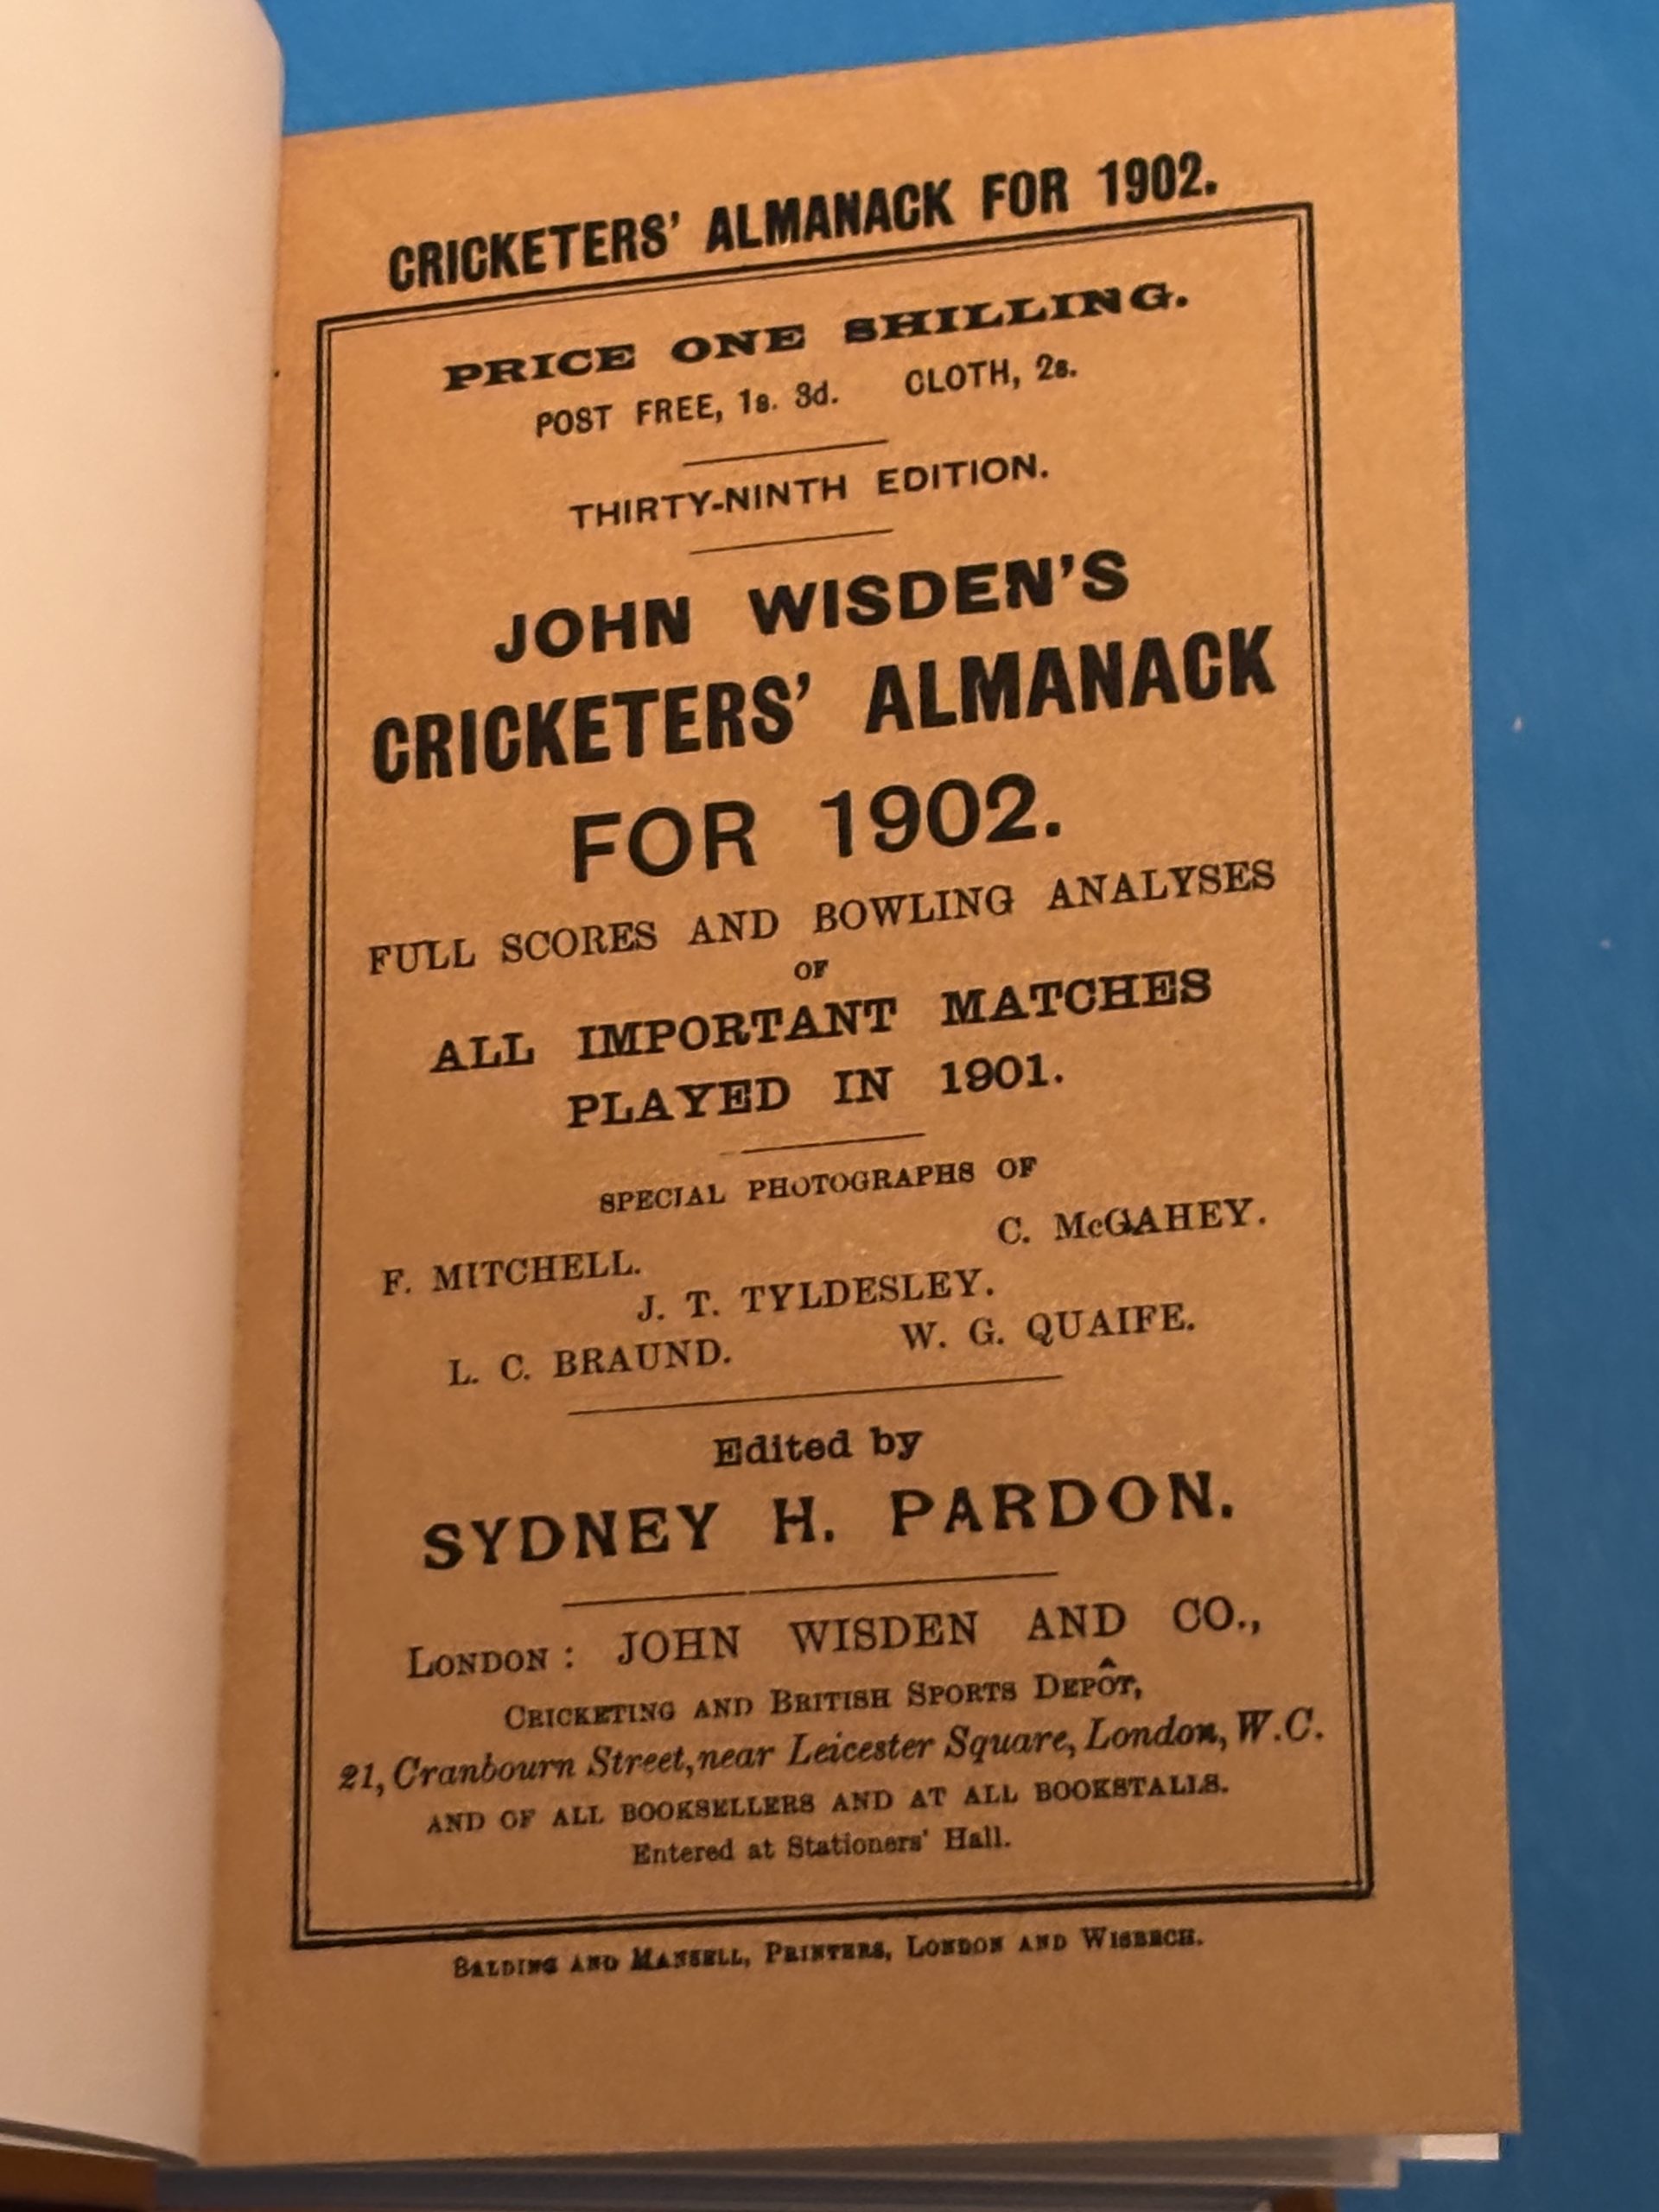 CRICKETERS' ALMANACK FOR 1902.
PRICE ONE SHILLING.
POST FREE, 1s. 3d. CLOTH, 2s.
THIRTY-NINTH EDITION.
JOHN WISDEN'S
CRICKETERS' ALMANACK
FOR 1902.
FULL SCORES AND BOWLING ANALYSES
OF
ALL IMPORTANT MATCHES
PLAYED IN 1901.
SPECIAL PHOTOGRAPHS OF
F. MITCHELL. C. McGAHEY.
J. T. TYLDESLEY.
L. C. BRAUND. W. G. QUAIFE.
Edited by
SYDNEY H. PARDON.
LONDON: JOHN WISDEN AND CO.,
CRICKETING AND BRITISH SPORTS DEPÔT,
21, Cranbourn Street, near Leicester Square, London, W.C.
AND OF ALL BOOKSELLERS AND AT ALL BOOKSTALLS.
Entered at Stationers' Hall.
BALDING AND MANSELL, PRINTERS, LONDON AND WISBECH.